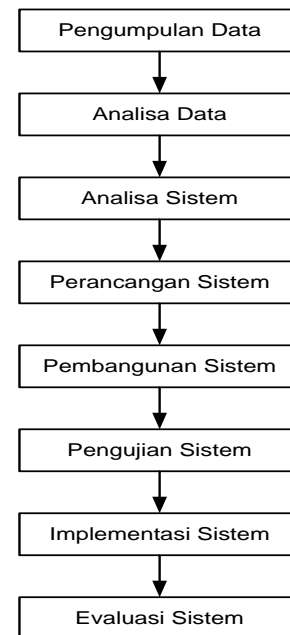 Pengumpulan Data
Analisa Data
Analisa Sistem
Perancangan Sistem
Pembangunan Sistem
Pengujian Sistem
Implementasi Sistem
Evaluasi Sistem